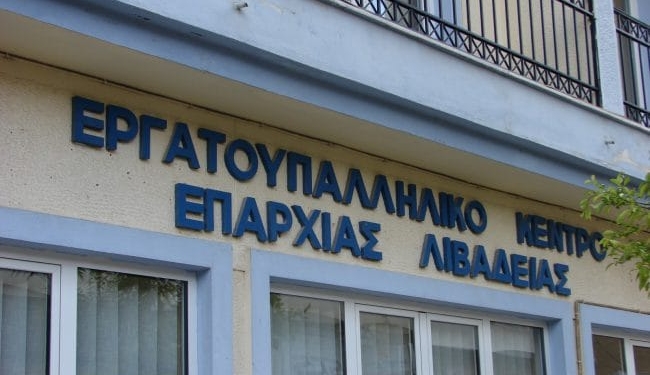 ΕΡΓΑΤΟΥΠΑΛΛΗΛΙΚΟ ΚΕΝΤΡΟ
ΕΠΑΡΧΙΑΣ ΛΙΒΑΔΕΙΑΣ